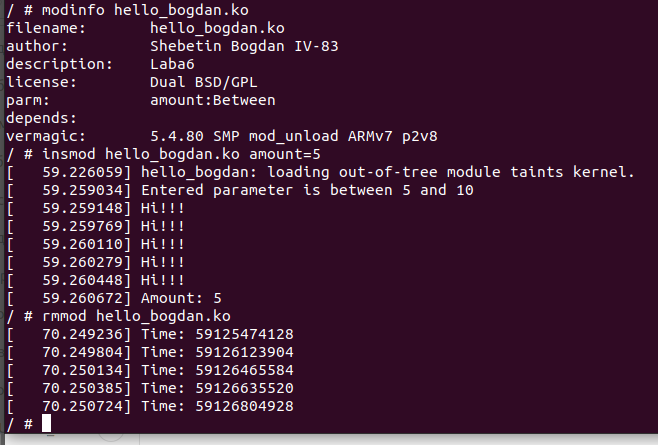 / # modinfo hello_bogdan.ko
filename:       hello_bogdan.ko
author:         Shebetin Bogdan IV-83
description:    Laba6
license:        Dual BSD/GPL
parm:           amount:Between
depends:
vermagic:       5.4.80 SMP mod_unload ARMv7 p2v8
/ # insmod hello_bogdan.ko amount=5
[   59.226059] hello_bogdan: loading out-of-tree module taints kernel.
[   59.259034] Entered parameter is between 5 and 10
[   59.259148] Hi!!!
[   59.259769] Hi!!!
[   59.260110] Hi!!!
[   59.260279] Hi!!!
[   59.260448] Hi!!!
[   59.260672] Amount: 5
/ # rmmod hello_bogdan.ko
[   70.249236] Time: 59125474128
[   70.249804] Time: 59126123904
[   70.250134] Time: 59126465584
[   70.250385] Time: 59126635520
[   70.250724] Time: 59126804928
/ #